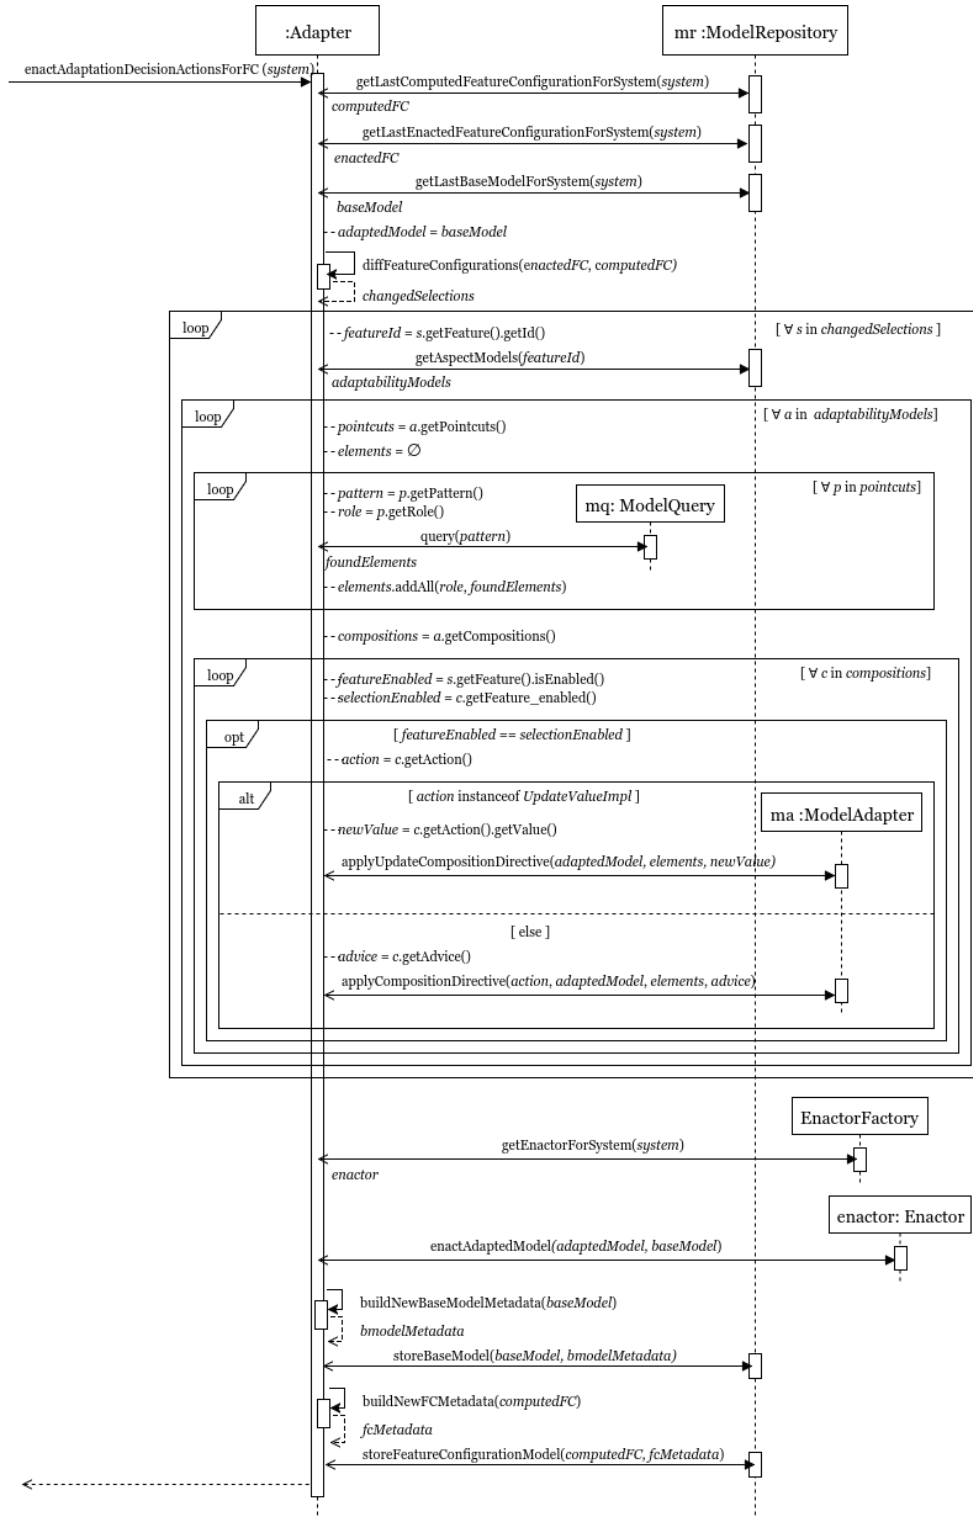 :Adapter
mr :ModelRepository
enactAdaptationDecisionActionsForFC (system)
getLastComputedFeatureConfigurationForSystem(system)
computedFC
getLastEnactedFeatureConfigurationForSystem(system)
enactedFC
getLastBaseModelForSystem(system)
baseModel
adaptedModel = baseModel
diffFeatureConfigurations(enactedFC, computedFC)
changedSelections
loop
[ ∀ s in changedSelections ]
featureId = s.getFeature().getId()
getAspectModels(featureId)
adaptabilityModels
loop
[ ∀ a in adaptabilityModels]
pointcuts = a.getPointcuts()
elements = ∅
loop
[ ∀ p in pointcuts]
pattern = p.getPattern()
role = p.getRole()
mq: ModelQuery
query(pattern)
foundElements
elements.addAll(role, foundElements)
compositions = a.getCompositions()
loop
[ ∀ c in compositions]
featureEnabled = s.getFeature().isEnabled()
selectionEnabled = c.getFeature_enabled()
opt
[ featureEnabled == selectionEnabled ]
action = c.getAction()
alt
[ action instanceof UpdateValueImpl ]
ma :ModelAdapter
newValue = c.getAction().getValue()
applyUpdateCompositionDirective(adaptedModel, elements, newValue)
[ else ]
advice = c.getAdvice()
applyCompositionDirective(action, adaptedModel, elements, advice)
EnactorFactory
getEnactorForSystem(system)
enactor
enactor: Enactor
enactAdaptedModel(adaptedModel, baseModel)
buildNewBaseModelMetadata(baseModel)
bmodelMetadata
storeBaseModel(baseModel, bmodelMetadata)
buildNewFCMetadata(computedFC)
fcMetadata
storeFeatureConfigurationModel(computedFC, fcMetadata)